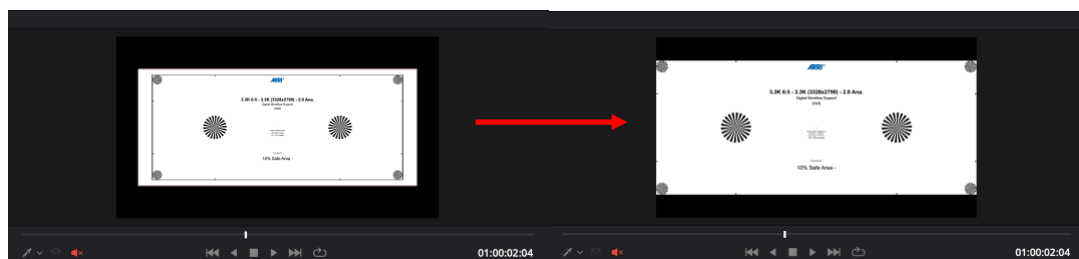 ARRI
3.3K 6:5 - 3.3K (3328x2790) - 2.0 Ana.
Digital Workflow Support
DWS
10% Safe Area -
01:00:02:04
ARRI
3.3K 6:5 - 3.3K (3328x2790) - 2.0 Ana.
Digital Workflow Support
DWS
10% Safe Area -
01:00:02:04